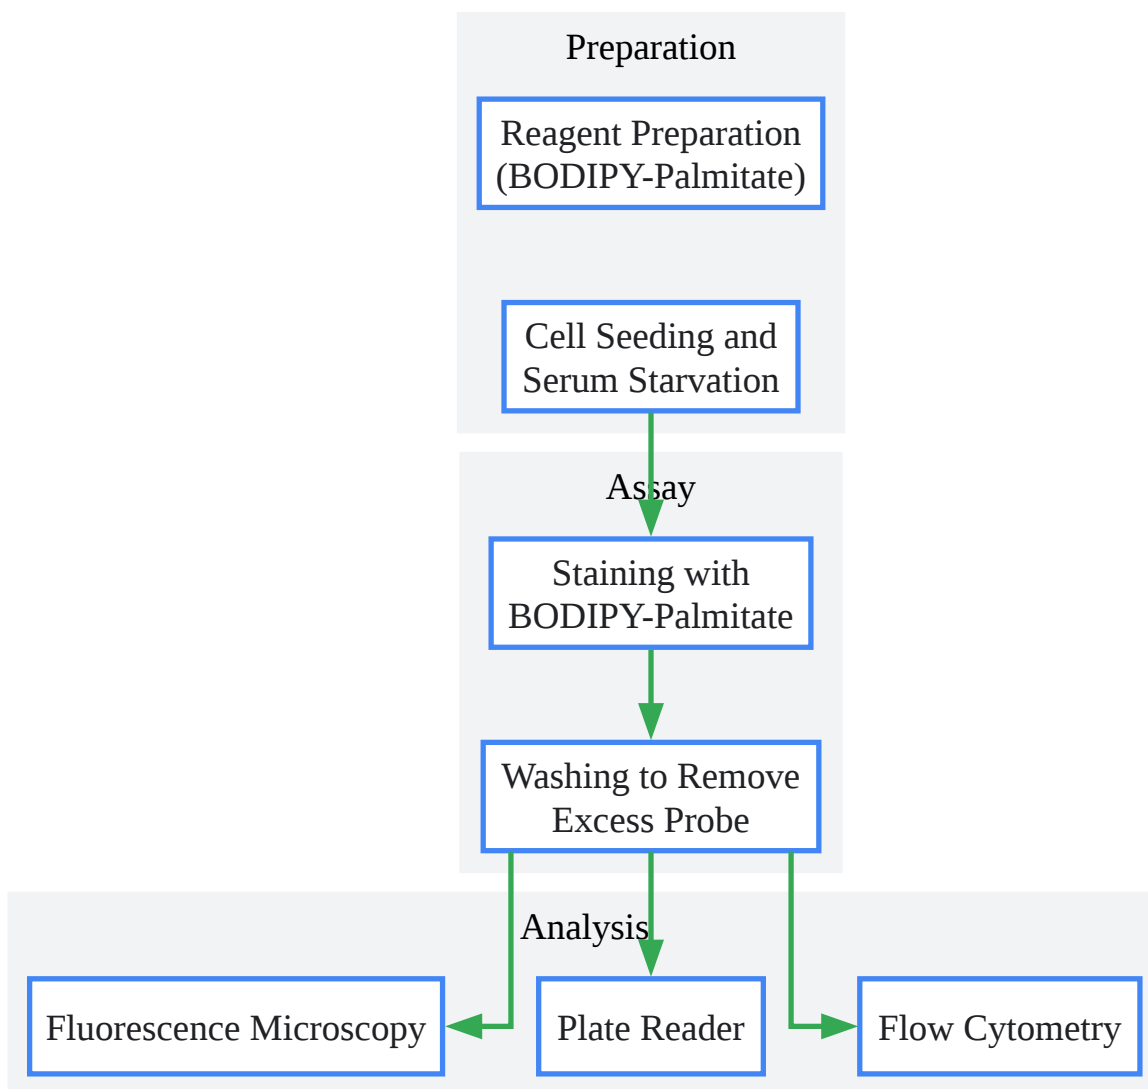 Preparation
Reagent Preparation
(BODIPY-Palmitate)
Cell Seeding and
Serum Starvation
Assay
Staining with
BODIPY-Palmitate
Washing to Remove
Excess Probe
Analysis
Fluorescence Microscopy
Plate Reader
Flow Cytometry